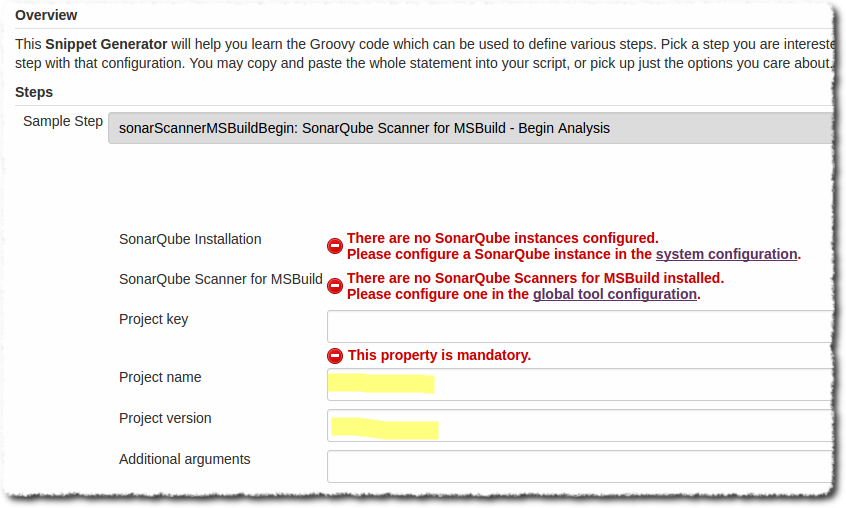 Overview
This Snippet Generator will help you learn the Groovy code which can be used to define various steps. Pick a step you are intereste
step with that configuration. You may copy and paste the whole statement into your script, or pick up just the options you care about.
Steps
Sample Step sonarScannerMSBuildBegin: SonarQube Scanner for MSBuild - Begin Analysis
SonarQube Installation There are no SonarQube instances configured.
Please configure a SonarQube instance in the system configuration.
SonarQube Scanner for MSBuild There are no SonarQube Scanners for MSBuild installed.
Please configure one in the global tool configuration.
Project key
This property is mandatory.
Project name
Project version
Additional arguments